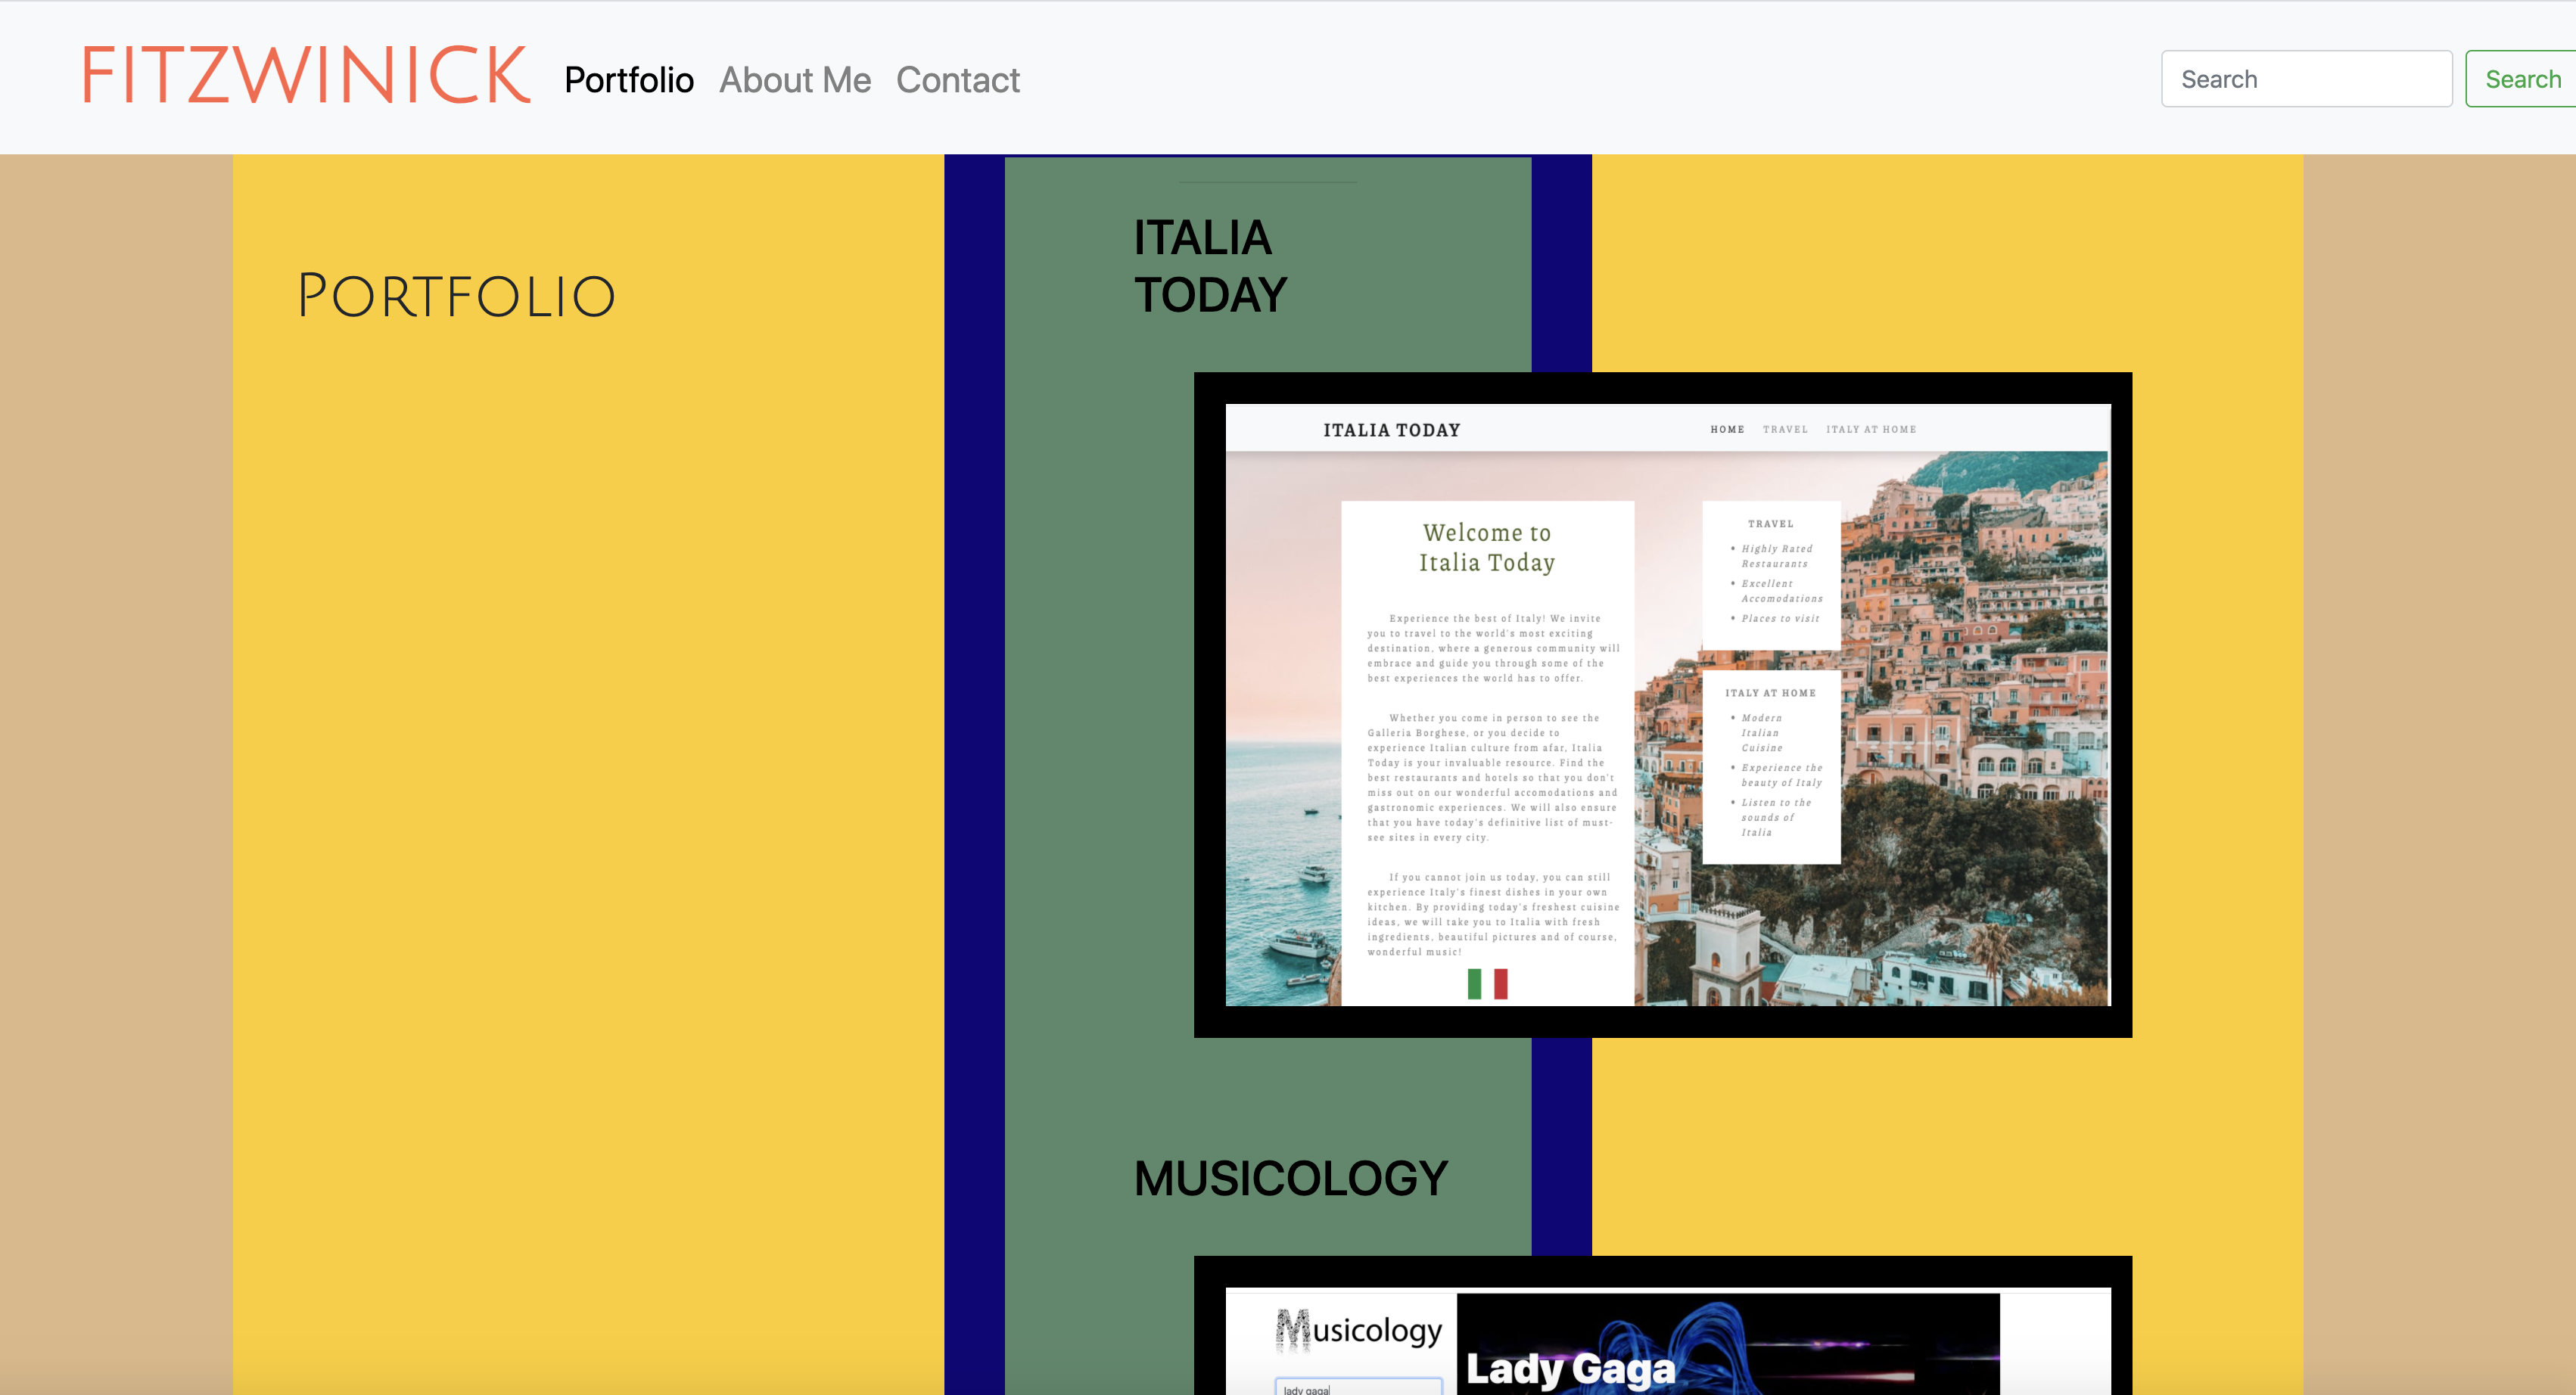 FITZWINICK
Portfolio
About Me
Contact
Search
Search
PORTFOLIO
ITALIA
TODAY
ITALIA TODAY
HOME
TRAVEL
ITALY AT HOME
Welcome to
Italia Today
Experience the best of Italy! We invite
you to travel to the world's most exciting
destination, where a generous community will
embrace and guide you through some of the
best experiences the world has to offer.
Whether you come in person to see the
Galleria Borghese, or you decide to
experience Italian culture from afar, Italia
Today is your invaluable resource. Find the
best restaurants and hotels so that you don't
miss out on our wonderful accomodations and
gastronomic experiences. We will also ensure
that you have today's definitive list of must-
see sites in every city.
If you cannot join us today, you can still
experience Italy's finest dishes in your own
kitchen. By providing today's freshest cuisine
ideas, we will take you to Italia with fresh
ingredients, beautiful pictures and of course,
wonderful music!
TRAVEL
• Highly Rated
Restaurants
• Excellent
Accomodations
• Places to visit
ITALY AT HOME
• Modern
Italian
Cuisine
• Experience the
beauty of Italy
• Listen to the
sounds of
Italia
MUSICOLOGY
Musicology
lady gaga
Lady Gaga